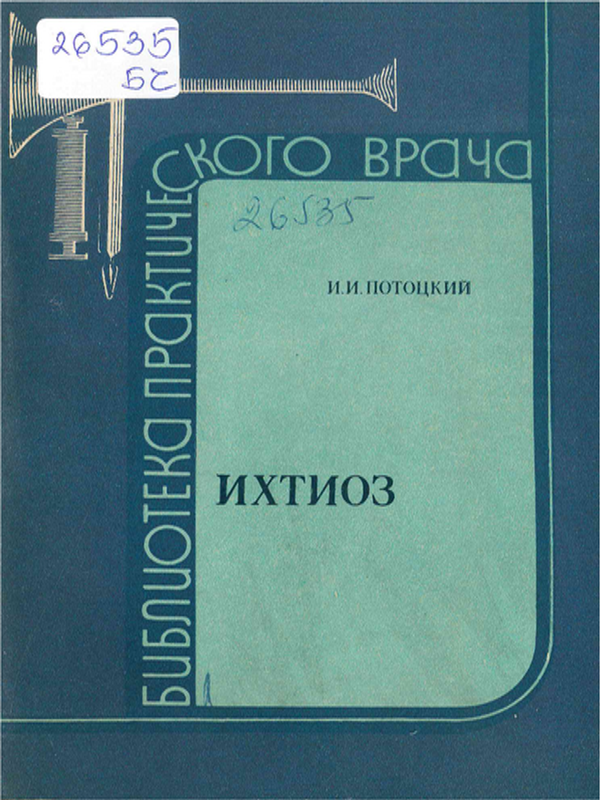 26535
БС
БИБЛИОТЕКА ПРАКТИЧЕСКОГО ВРАЧА
26535
И.И.ПОТОЦКИЙ
ИХТИОЗ